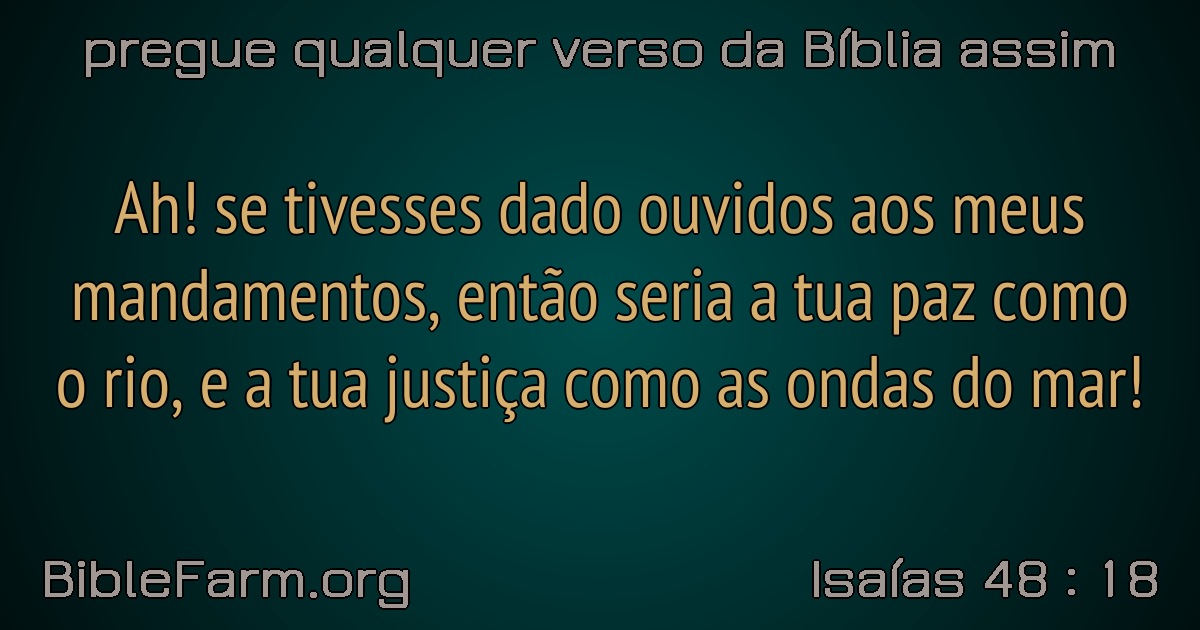 pregue qualquer verso da Bíblia assim
Ah! se tivesses dado ouvidos aos meus
mandamentos, então seria a tua paz como
o rio, e a tua justiça como as ondas do mar!
BibleFarm.org
Isaías 48 : 18